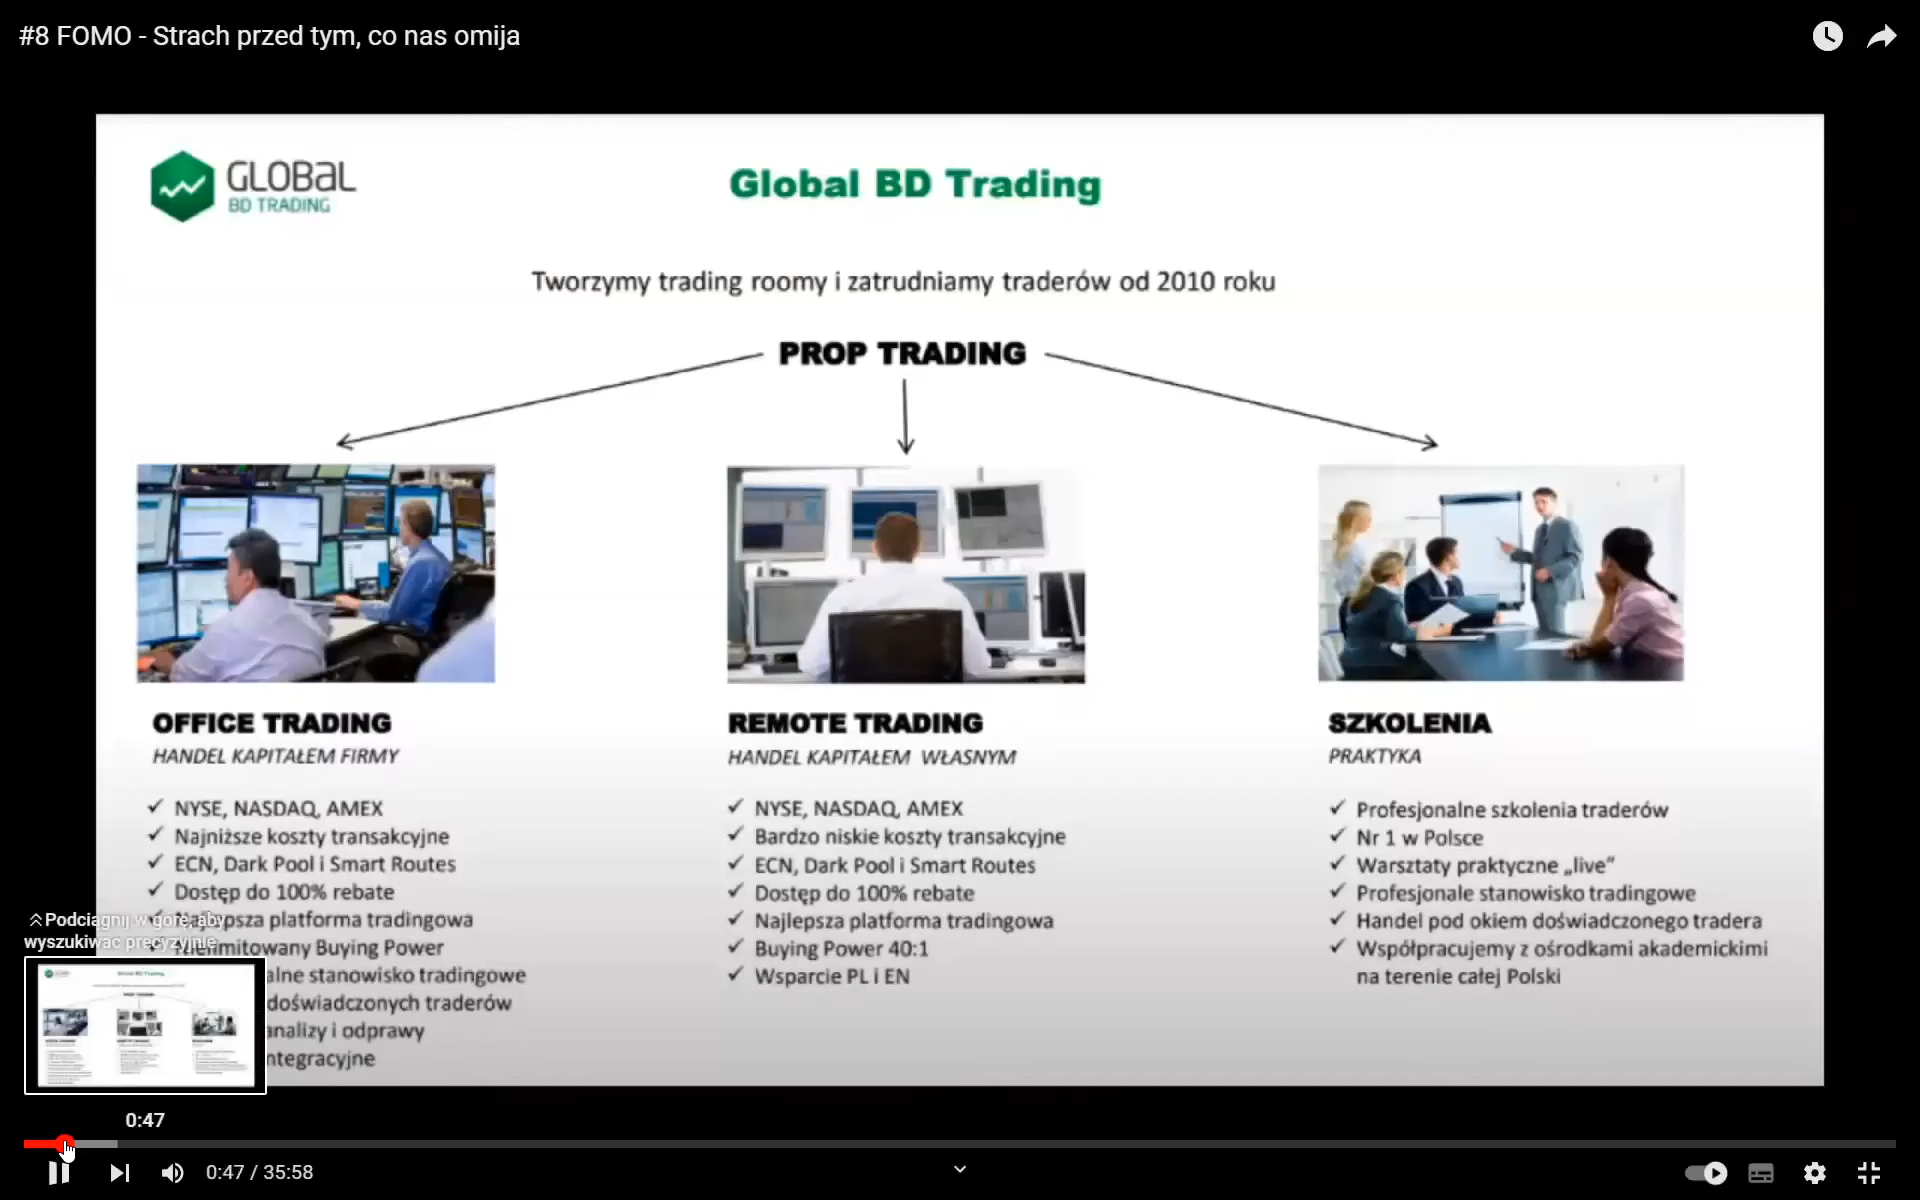 #8 FOMO - Strach przed tym, co nas omija
GLOBaL
BD TRADING
Global BD Trading
Tworzymy trading roomy i zatrudniamy traderów od 2010 roku
PROP TRADING
OFFICE TRADING
HANDEL KAPITAŁEM FIRMY
✓ NYSE, NASDAQ, AMEX
✓ Najniższe koszty transakcyjne
✓ ECN, Dark Pool i Smart Routes
✓ Dostęp do 100% rebate
✓ Najlepsza platforma tradingowa
✓ Nielimitowany Buying Power
alne stanowisko tradingowe
doświadczonych traderów
analizy i odprawy
ntegracyjne
REMOTE TRADING
HANDEL KAPITAŁEM WŁASNYM
✓ NYSE, NASDAQ, AMEX
✓ Bardzo niskie koszty transakcyjne
✓ ECN, Dark Pool i Smart Routes
✓ Dostęp do 100% rebate
✓ Najlepsza platforma tradingowa
✓ Buying Power 40:1
✓ Wsparcie PL i EN
SZKOLENIA
PRAKTYKA
✓ Profesjonalne szkolenia traderów
✓ Nr 1 w Polsce
✓ Warsztaty praktyczne „live”
✓ Profesjonale stanowisko tradingowe
✓ Handel pod okiem doświadczonego tradera
✓ Współpracujemy z ośrodkami akademickimi
na terenie całej Polski
Podciągnij w górę, aby
wyszukiwać precyzyjnie
0:47
0:47 / 35:58